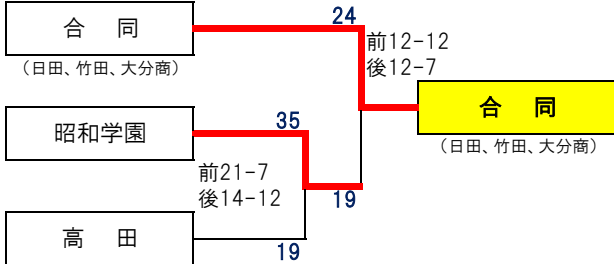 合 同
(日田、竹田、大分商)
24
前12-12
後12-7
合 同
(日田、竹田、大分商)
昭和学園
35
前21-7
後14-12
19
高 田
19